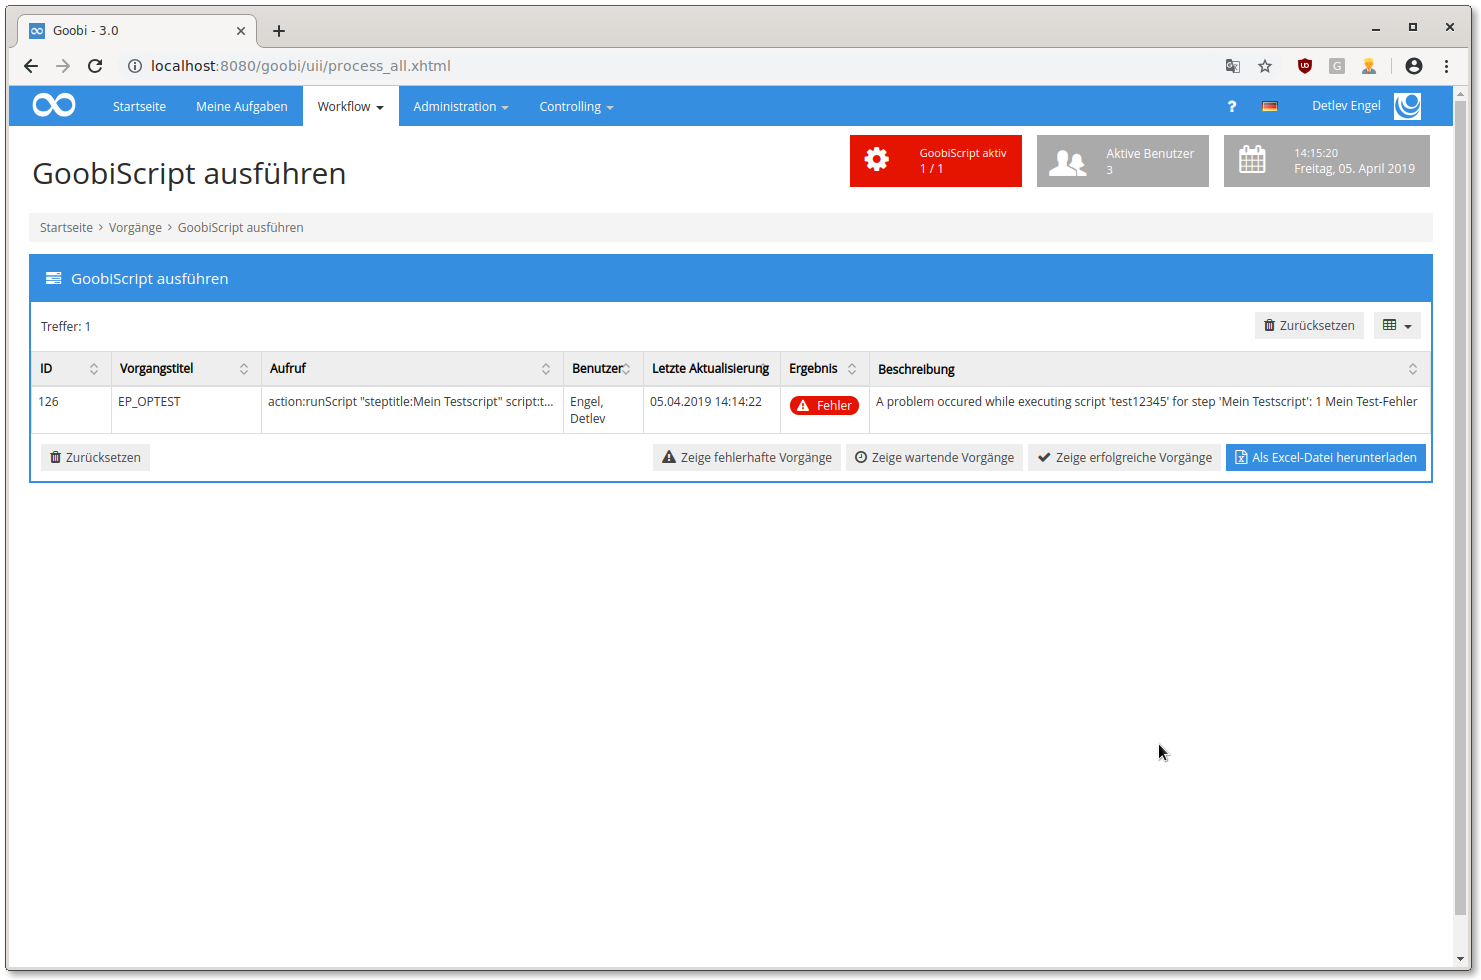 Goobi - 3.0
localhost:8080/goobi/uii/process_all.xhtml
Startseite Meine Aufgaben Workflow Administration Controlling ? Detlev Engel
GoobiScript ausführen
GoobiScript aktiv
1 / 1
Aktive Benutzer
3
14:15:20
Freitag, 05. April 2019
Startseite > Vorgänge > GoobiScript ausführen
GoobiScript ausführen
Treffer: 1 Zurücksetzen
ID Vorgangstitel Aufruf Benutzer Letzte Aktualisierung Ergebnis Beschreibung
126 EP_OPTEST action:runScript "steptitle:Mein Testscript" script:t... Engel, 05.04.2019 14:14:22 Fehler A problem occured while executing script 'test12345' for step 'Mein Testscript': 1 Mein Test-Fehler
Detlev
Zurücksetzen Zeige fehlerhafte Vorgänge Zeige wartende Vorgänge Zeige erfolgreiche Vorgänge Als Excel-Datei herunterladen